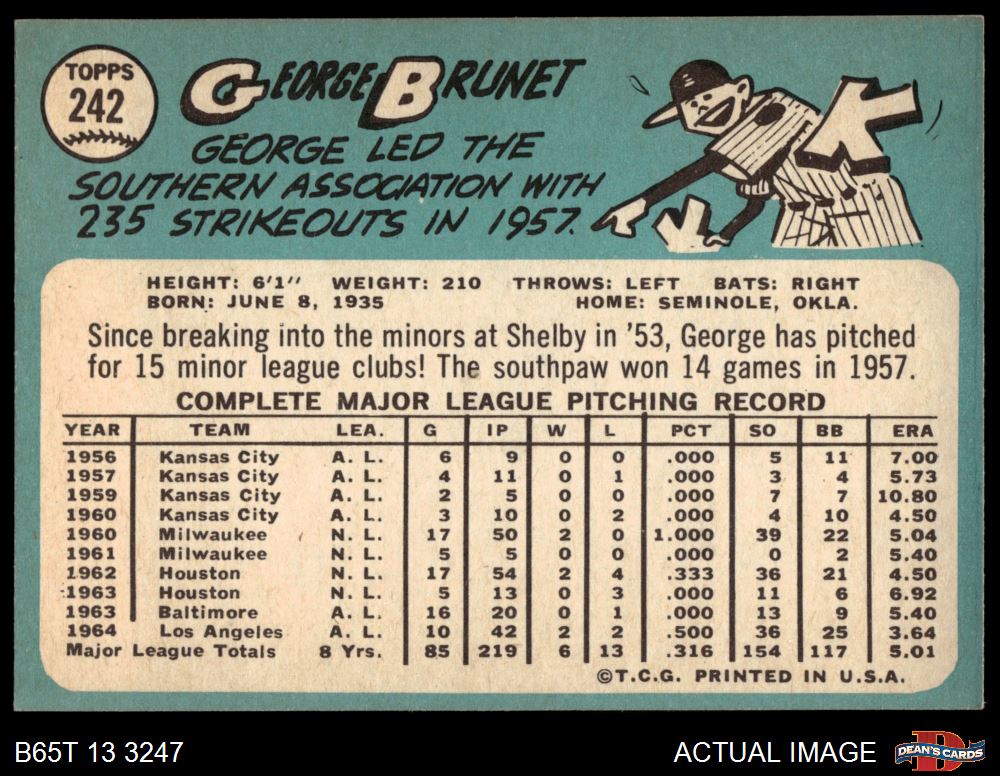 TOPPS
242
GEORGE BRUNET
GEORGE LED THE
SOUTHERN ASSOCIATION WITH
235 STRIKEOUTS IN 1957.
K
K
HEIGHT: 6'1" WEIGHT: 210 THROWS: LEFT BATS: RIGHT
BORN: JUNE 8, 1935 HOME: SEMINOLE, OKLA.
Since breaking into the minors at Shelby in '53, George has pitched
for 15 minor league clubs! The southpaw won 14 games in 1957.
COMPLETE MAJOR LEAGUE PITCHING RECORD
YEAR TEAM LEA. G IP W L PCT SO BB ERA
1956 Kansas City A. L. 6 9 0 0 .000 5 11 7.00
1957 Kansas City A. L. 4 11 0 1 .000 3 4 5.73
1959 Kansas City A. L. 2 5 0 0 .000 7 7 10.80
1960 Kansas City A. L. 3 10 0 2 .000 4 10 4.50
1960 Milwaukee N. L. 17 50 2 0 1.000 39 22 5.04
1961 Milwaukee N. L. 5 5 0 0 .000 0 2 5.40
1962 Houston N. L. 17 54 2 4 .333 36 21 4.50
1963 Houston N. L. 5 13 0 3 .000 11 6 6.92
1963 Baltimore A. L. 16 20 0 1 .000 13 9 5.40
1964 Los Angeles A. L. 10 42 2 2 .500 36 25 3.64
Major League Totals 8 Yrs. 85 219 6 13 .316 154 117 5.01
©T.C.G. PRINTED IN U.S.A.
B65T 13 3247 ACTUAL IMAGE
D
DEAN'S CARDS